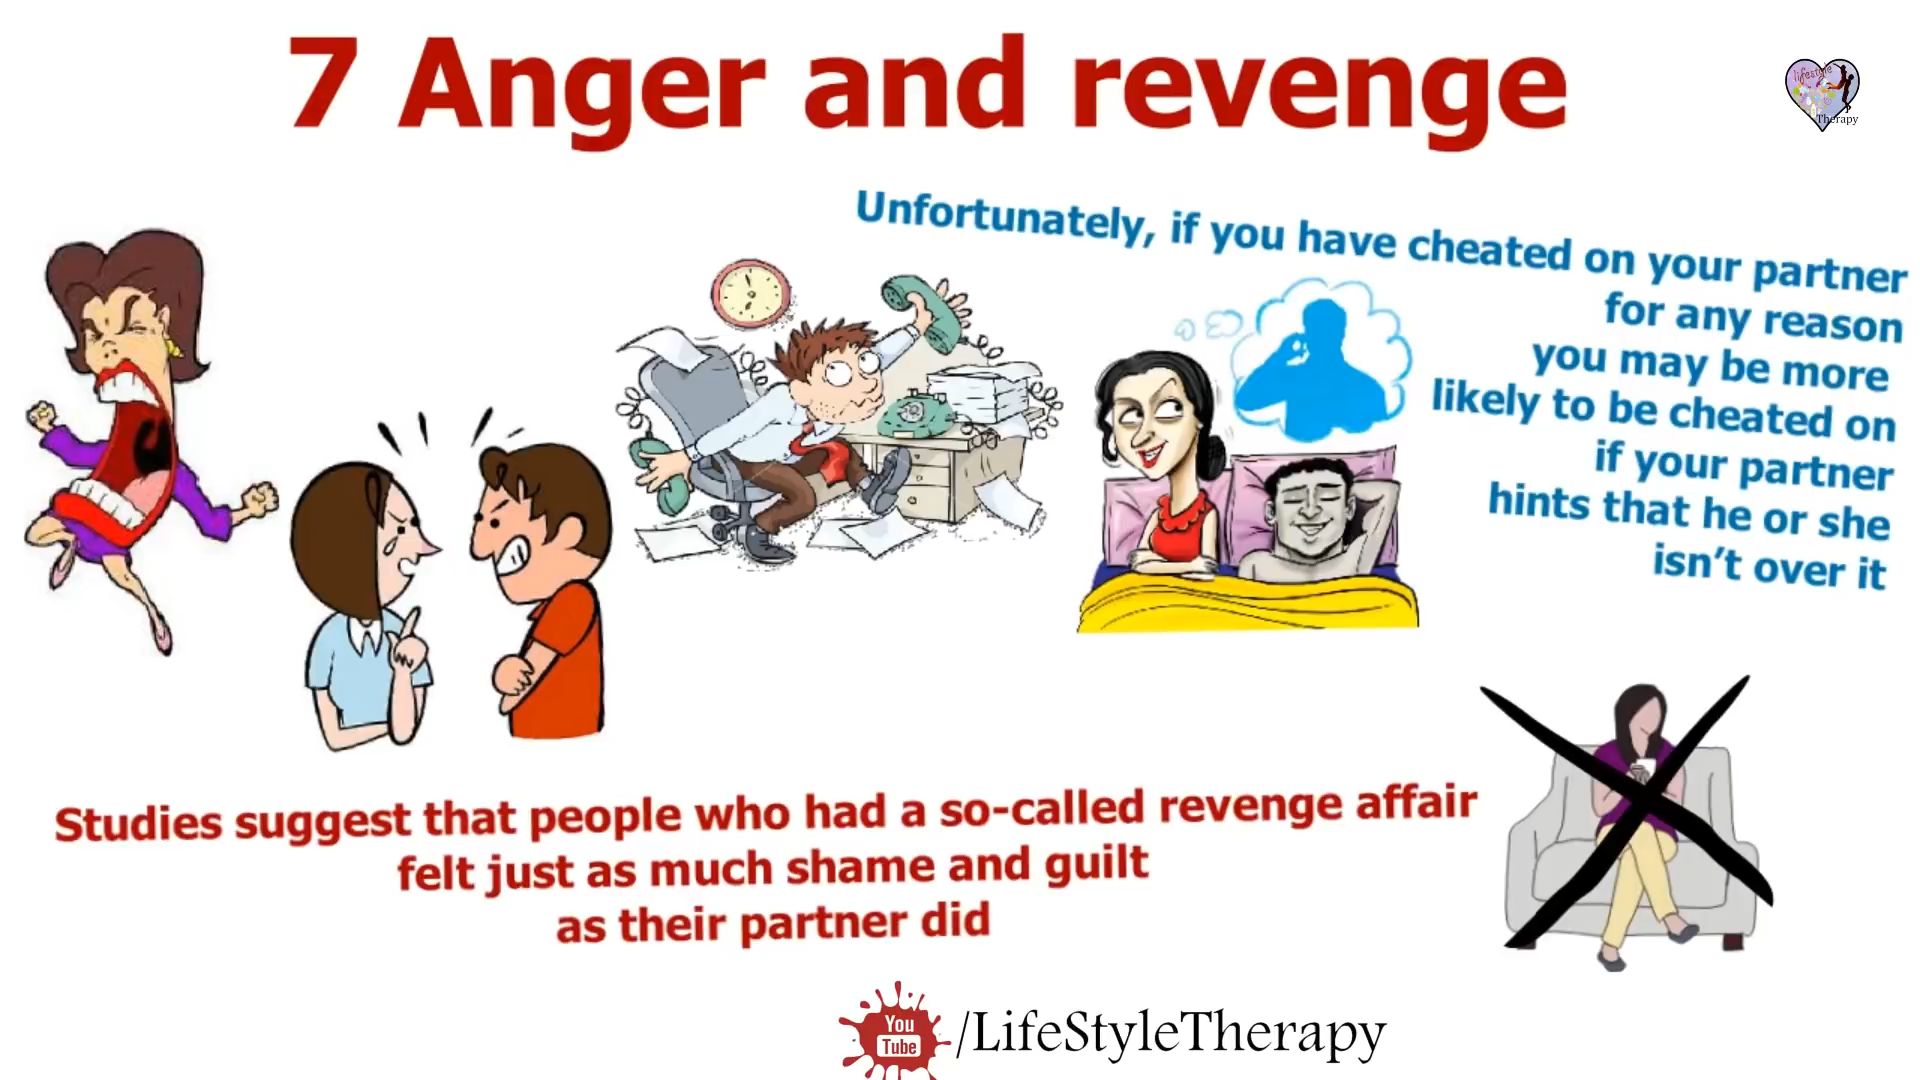 7 Anger and revenge
lifestyle
Therapy
Unfortunately, if you have cheated on your partner
for any reason
you may be more
likely to be cheated on
if your partner
hints that he or she
isn't over it
Studies suggest that people who had a so-called revenge affair
felt just as much shame and guilt
as their partner did
You
Tube
/LifeStyleTherapy